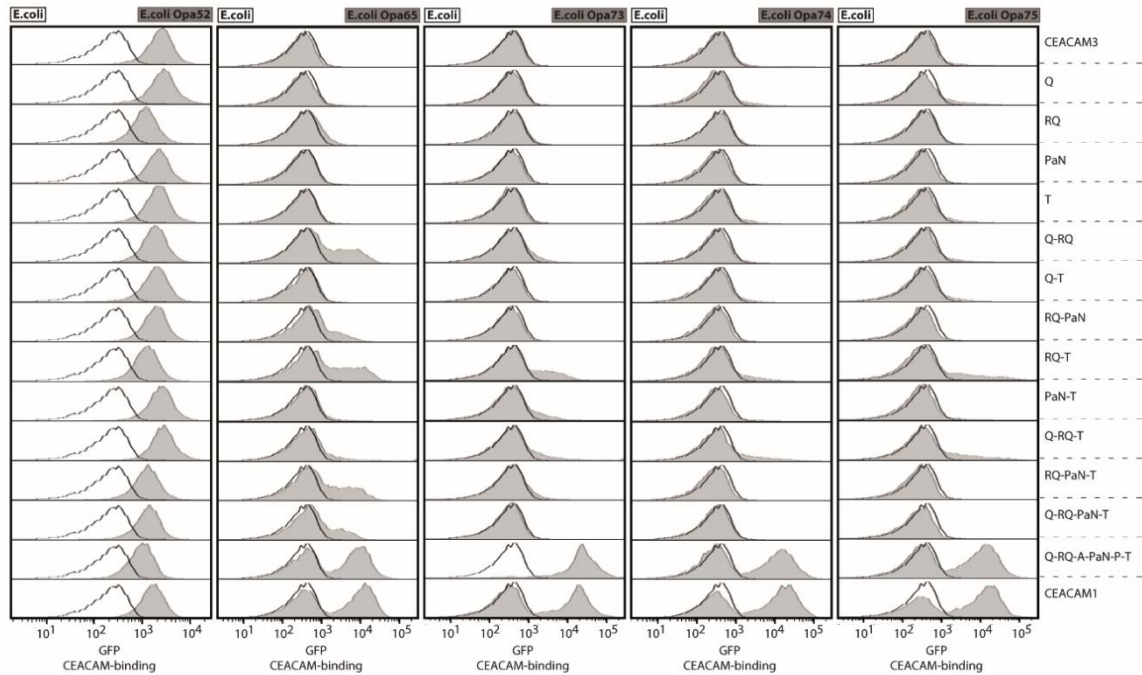 E.coli E.coli Opa52 E.coli E.coli Opa65 E.coli E.coli Opa73 E.coli E.coli Opa74 E.coli E.coli Opa75
CEACAM3
Q
RQ
PaN
T
Q-RQ
Q-T
RQ-PaN
RQ-T
PaN-T
Q-RQ-T
RQ-PaN-T
Q-RQ-PaN-T
Q-RQ-A-PaN-P-T
CEACAM1
10¹ 10² 10³ 10⁴ 10¹ 10² 10³ 10⁴ 10⁵ 10¹ 10² 10³ 10⁴ 10⁵ 10¹ 10² 10³ 10⁴ 10⁵ 10¹ 10² 10³ 10⁴ 10⁵
GFP GFP GFP GFP GFP
CEACAM-binding CEACAM-binding CEACAM-binding CEACAM-binding CEACAM-binding